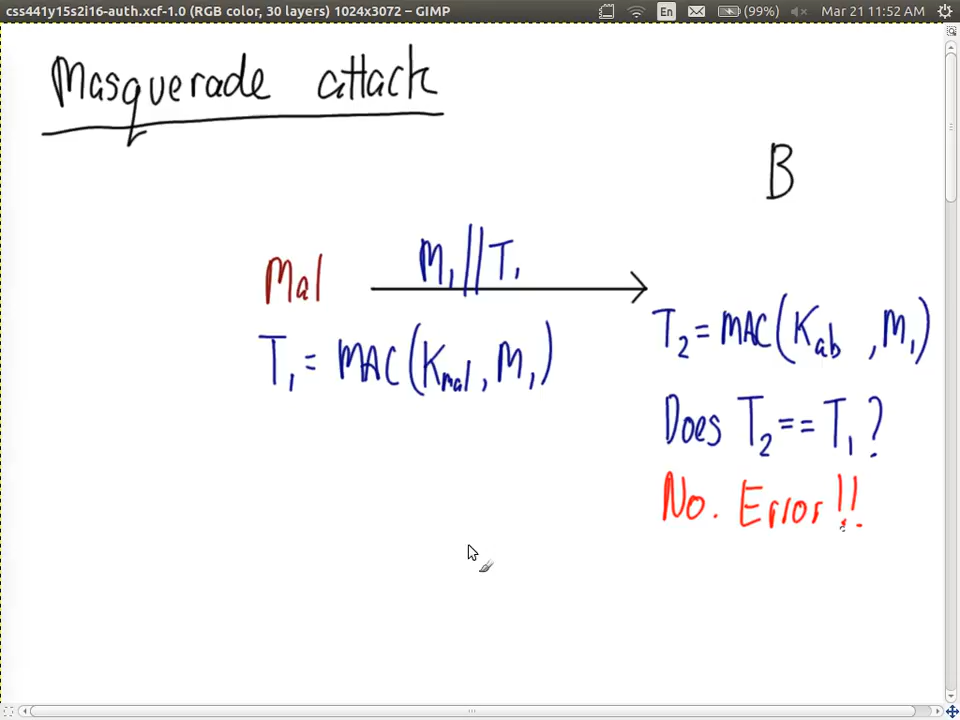 css441y15s2i16-auth.xcf-1.0 (RGB color, 30 layers) 1024x3072 – GIMP
En
(99%)
Mar 21 11:52 AM
Masquerade attack
B
Mal
M₁||T₁
T₁ = MAC(Kmal, M₁)
T₂ = MAC(Kab, M₁)
Does T₂ == T₁?
No. Error!!